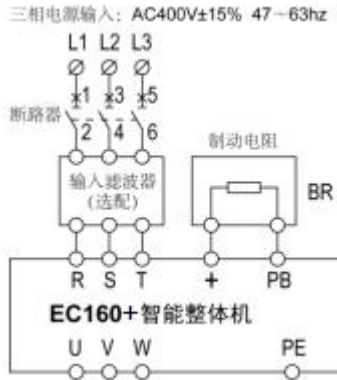 三相电源输入: AC400V±15% 47~63hz
L1 L2 L3
1 3 5
断路器
2 4 6
制动电阻
输入滤波器
(选配)
BR
R S T + PB
EC160+智能整体机
U V W PE